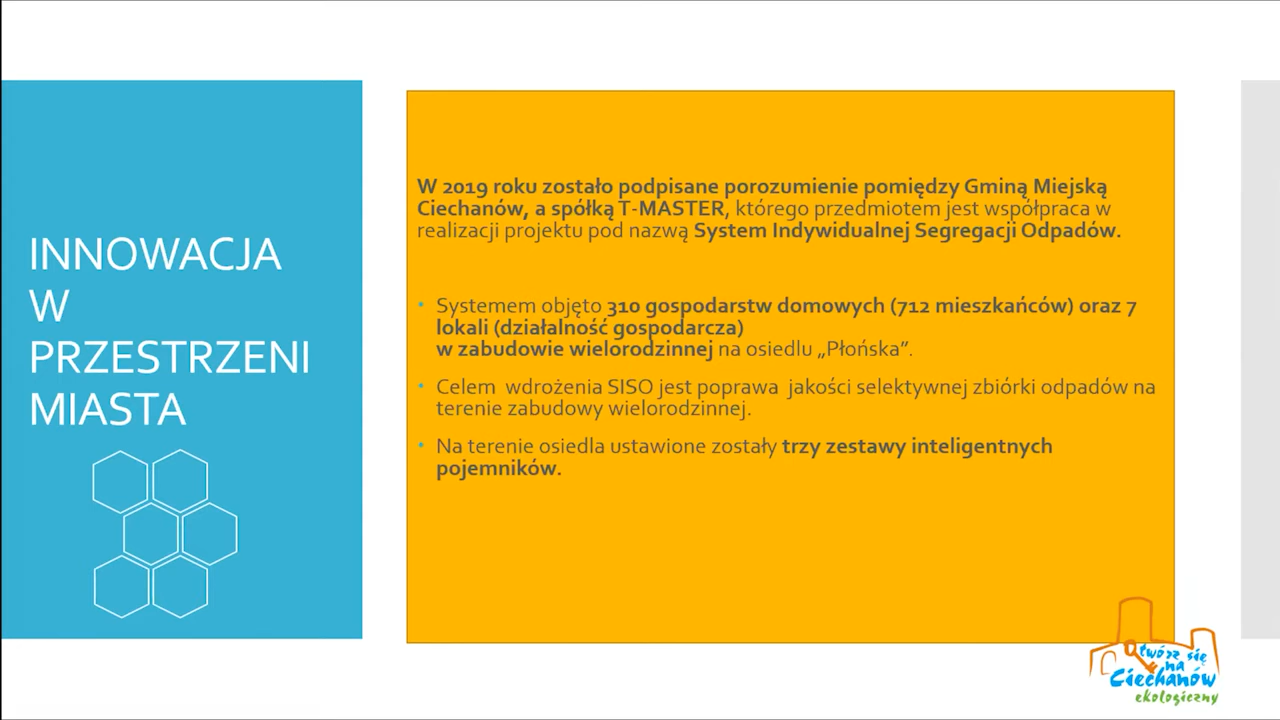 INNOWACJA
W
PRZESTRZENI
MIASTA
W 2019 roku zostało podpisane porozumienie pomiędzy Gminą Miejską
Ciechanów, a spółką T-MASTER, którego przedmiotem jest współpraca w
realizacji projektu pod nazwą System Indywidualnej Segregacji Odpadów.
• Systemem objęto 310 gospodarstw domowych (712 mieszkańców) oraz 7
lokali (działalność gospodarcza)
w zabudowie wielorodzinnej na osiedlu „Płońska”.
• Celem wdrożenia SISO jest poprawa jakości selektywnej zbiórki odpadów na
terenie zabudowy wielorodzinnej.
• Na terenie osiedla ustawione zostały trzy zestawy inteligentnych
pojemników.
Otwórz się
na
Ciechanów
ekologiczny